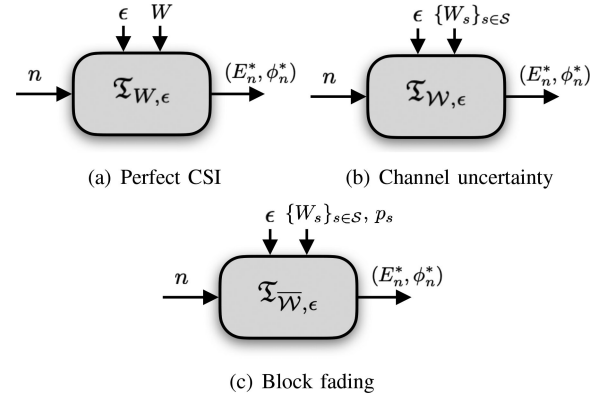 ϵ W ϵ {W_s}_{s∈𝒮}
n 𝔗_{W,ϵ} (E_n^*, ϕ_n^*) n 𝔗_{𝒲,ϵ} (E_n^*, ϕ_n^*)
(a) Perfect CSI (b) Channel uncertainty
ϵ {W_s}_{s∈𝒮}, p_s
n 𝔗_{\overline{𝒲},ϵ} (E_n^*, ϕ_n^*)
(c) Block fading